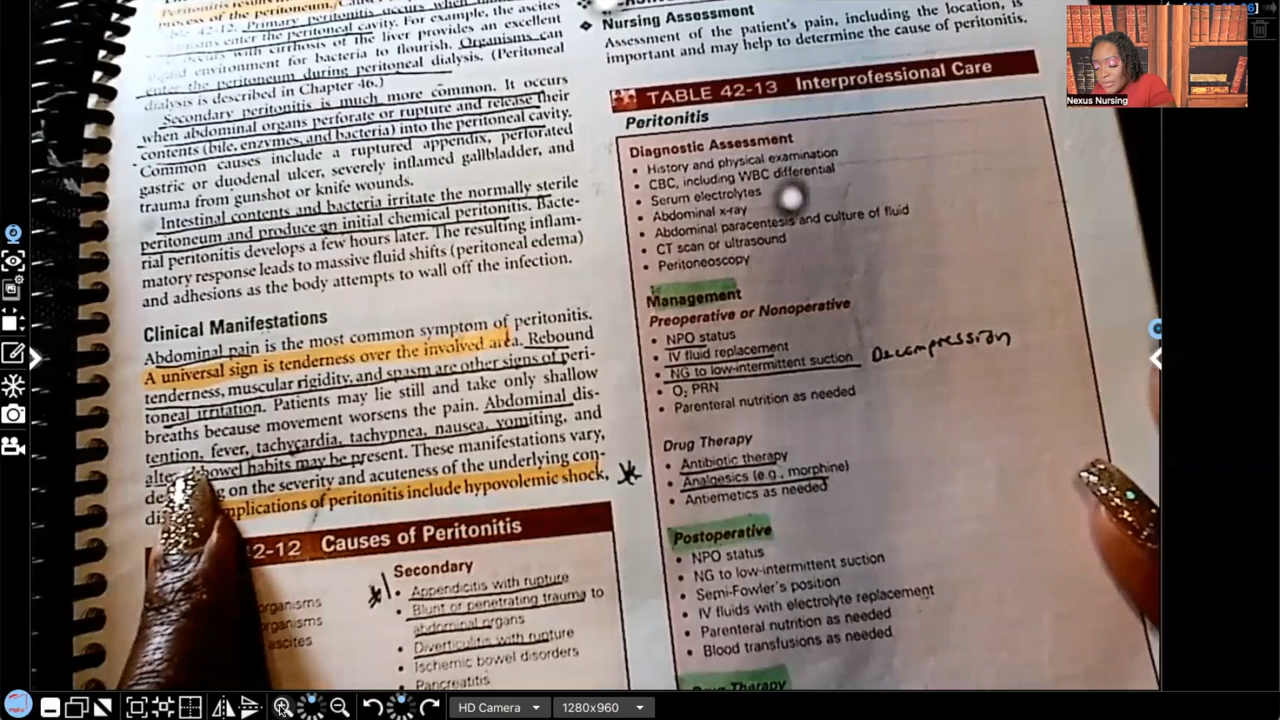 Peritonitis results
process of the peritoneum.
ble 42-12. Primary peritonitis occurs when
enter the peritoneal cavity. For example, the ascites
occurs with cirrhosis of the liver provides an excellent
liquid environment for bacteria to flourish. Organisms can
enter the peritoneum during peritoneal dialysis. (Peritoneal
dialysis is described in Chapter 46.)
Secondary peritonitis is much more common. It occurs
when abdominal organs perforate or rupture and release their
contents (bile, enzymes, and bacteria) into the peritoneal cavity.
Common causes include a ruptured appendix, perforated
gastric or duodenal ulcer, severely inflamed gallbladder, and
trauma from gunshot or knife wounds.
Intestinal contents and bacteria irritate the normally sterile
peritoneum and produce an initial chemical peritonitis. Bacte-
rial peritonitis develops a few hours later. The resulting inflam-
matory response leads to massive fluid shifts (peritoneal edema)
and adhesions as the body attempts to wall off the infection.
Clinical Manifestations
Abdominal pain is the most common symptom of peritonitis.
A universal sign is tenderness over the involved area. Rebound
tenderness, muscular rigidity, and spasm are other signs of peri-
toneal irritation. Patients may lie still and take only shallow
breaths because movement worsens the pain. Abdominal dis-
tention, fever, tachycardia, tachypnea, nausea, vomiting, and
bowel habits may be present. These manifestations vary,
on the severity and acuteness of the underlying con-
mplications of peritonitis include hypovolemic shock,
2-12 Causes of Peritonitis
organisms
organisms
ascites
Secondary
• Appendicitis with rupture
• Blunt or penetrating trauma to
abdominal organs
• Diverticulitis with rupture
• Ischemic bowel disorders
• Pancreatitis
Nursing Assessment
Assessment of the patient's pain, including the location, is
important and may help to determine the cause of peritonitis.
TABLE 42-13 Interprofessional Care
Peritonitis
Diagnostic Assessment
• History and physical examination
• CBC, including WBC differential
• Serum electrolytes
• Abdominal x-ray
• Abdominal paracentesis and culture of fluid
• CT scan or ultrasound
• Peritoneoscopy
Management
Preoperative or Nonoperative
• NPO status
• IV fluid replacement
• NG to low-intermittent suction Decompression
• O₂ PRN
• Parenteral nutrition as needed
Drug Therapy
• Antibiotic therapy
• Analgesics (e.g., morphine)
• Antiemetics as needed
Postoperative
• NPO status
• NG to low-intermittent suction
• Semi-Fowler's position
• IV fluids with electrolyte replacement
• Parenteral nutrition as needed
• Blood transfusions as needed
Drug Therapy
Nexus Nursing
HD Camera
1280x960